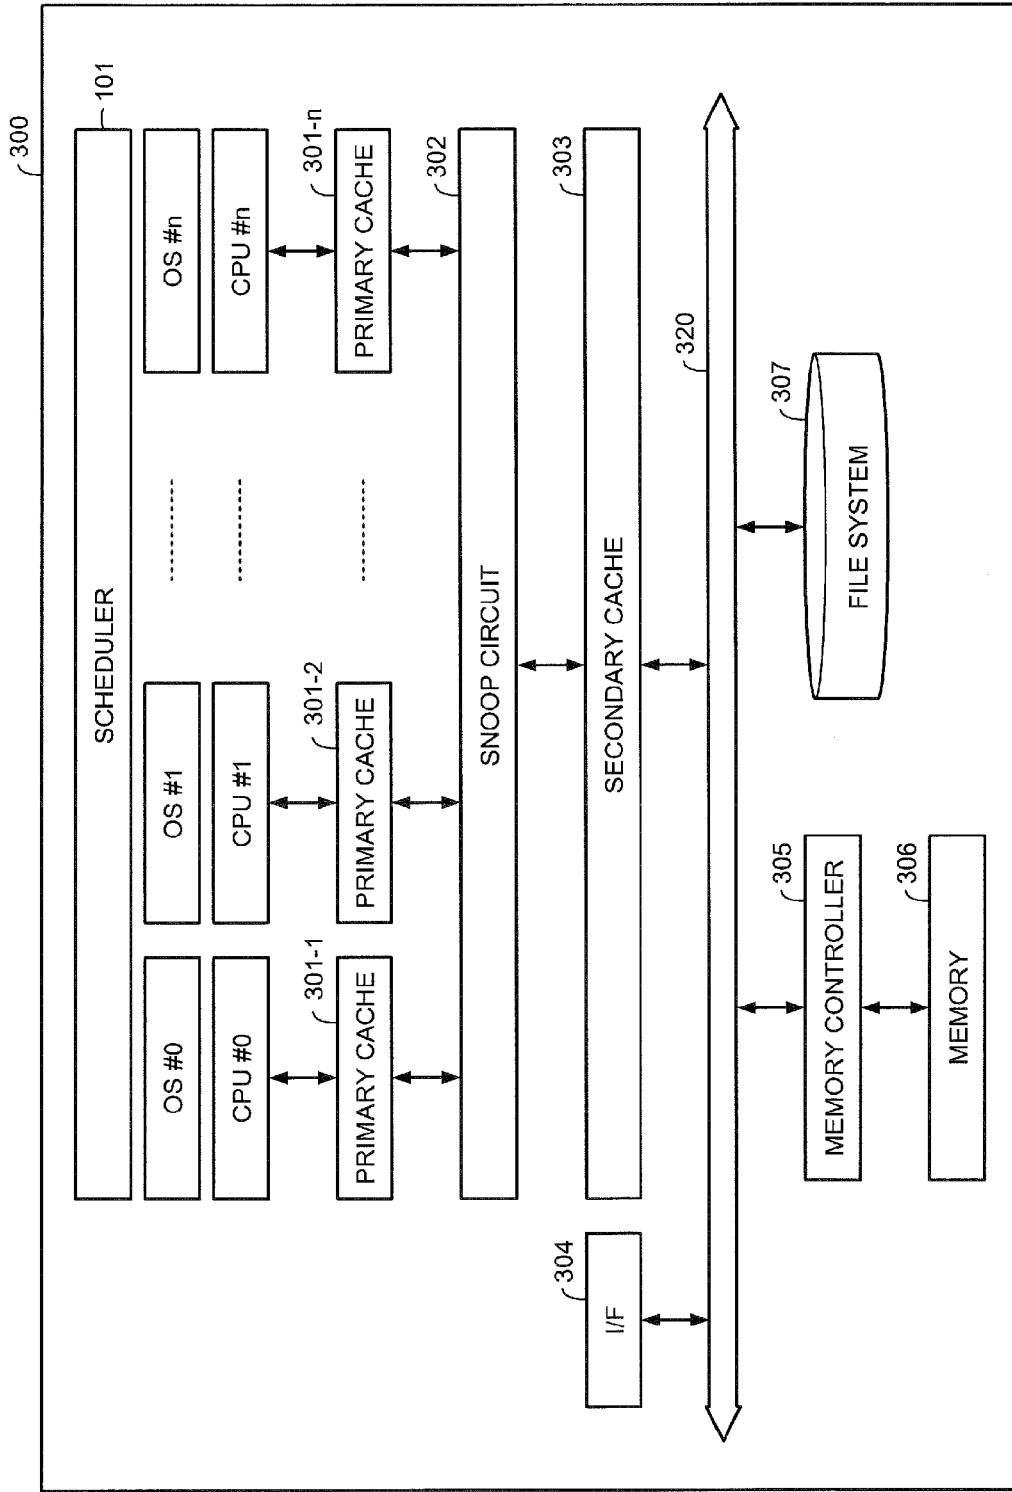 300
101
SCHEDULER
OS #0
OS #1
OS #n
CPU #0
CPU #1
CPU #n
301-1
301-2
301-n
PRIMARY CACHE
PRIMARY CACHE
PRIMARY CACHE
302
SNOOP CIRCUIT
303
SECONDARY CACHE
304
I/F
320
305
MEMORY CONTROLLER
307
FILE SYSTEM
306
MEMORY